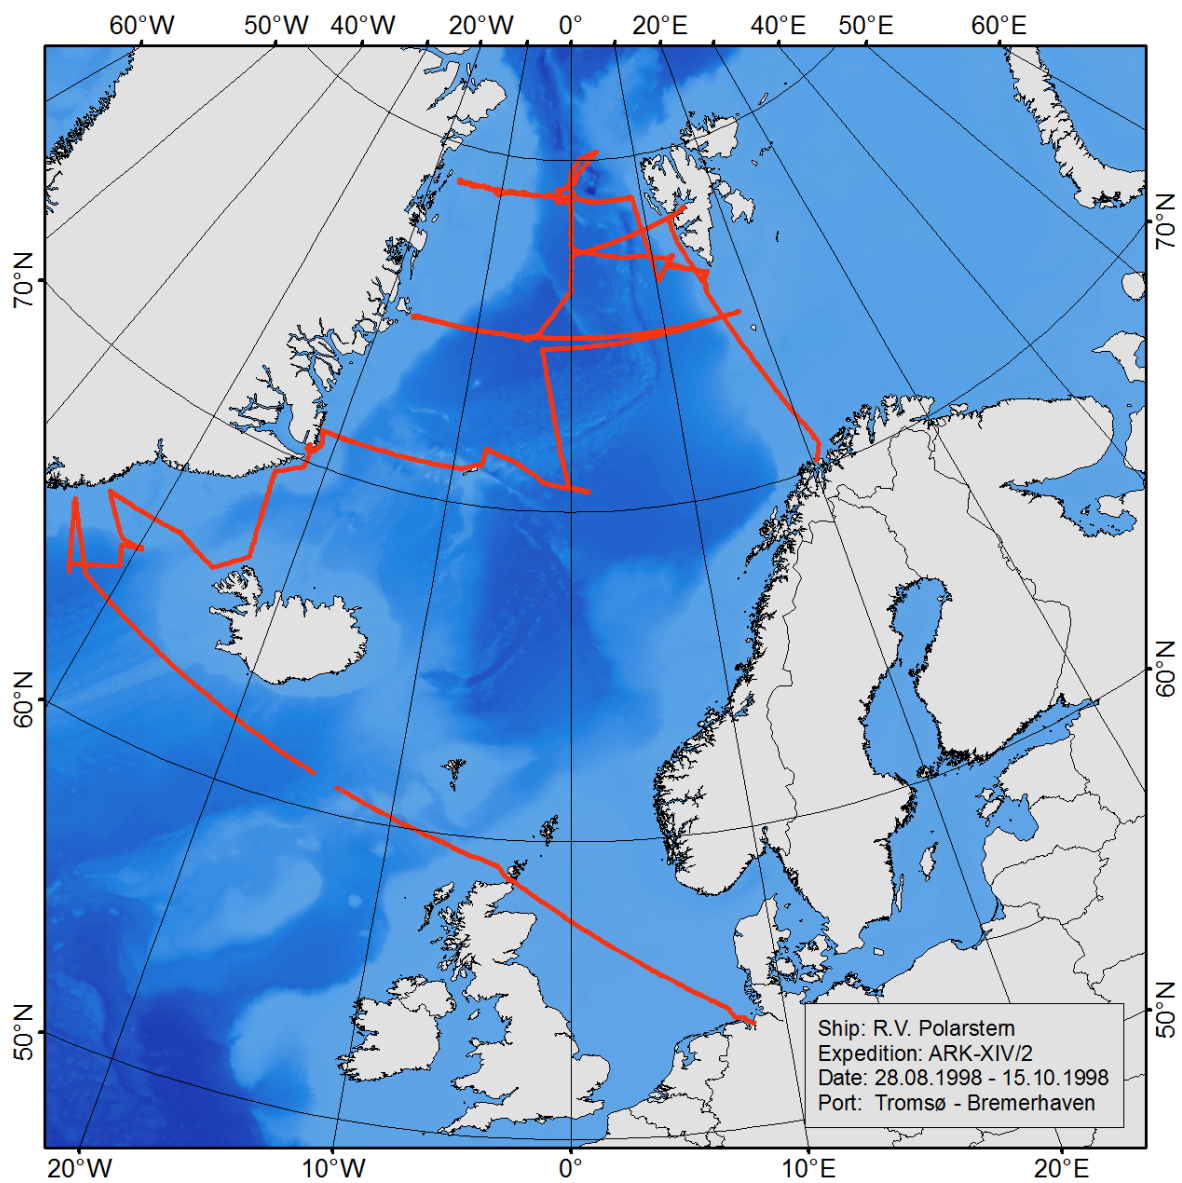 60°W 50°W 40°W 20°W 0° 20°E 40°E 50°E 60°E
70°N
70°N
60°N
60°N
50°N
50°N
Ship: R.V. Polarstern
Expedition: ARK-XIV/2
Date: 28.08.1998 - 15.10.1998
Port: Tromsø - Bremerhaven
20°W 10°W 0° 10°E 20°E